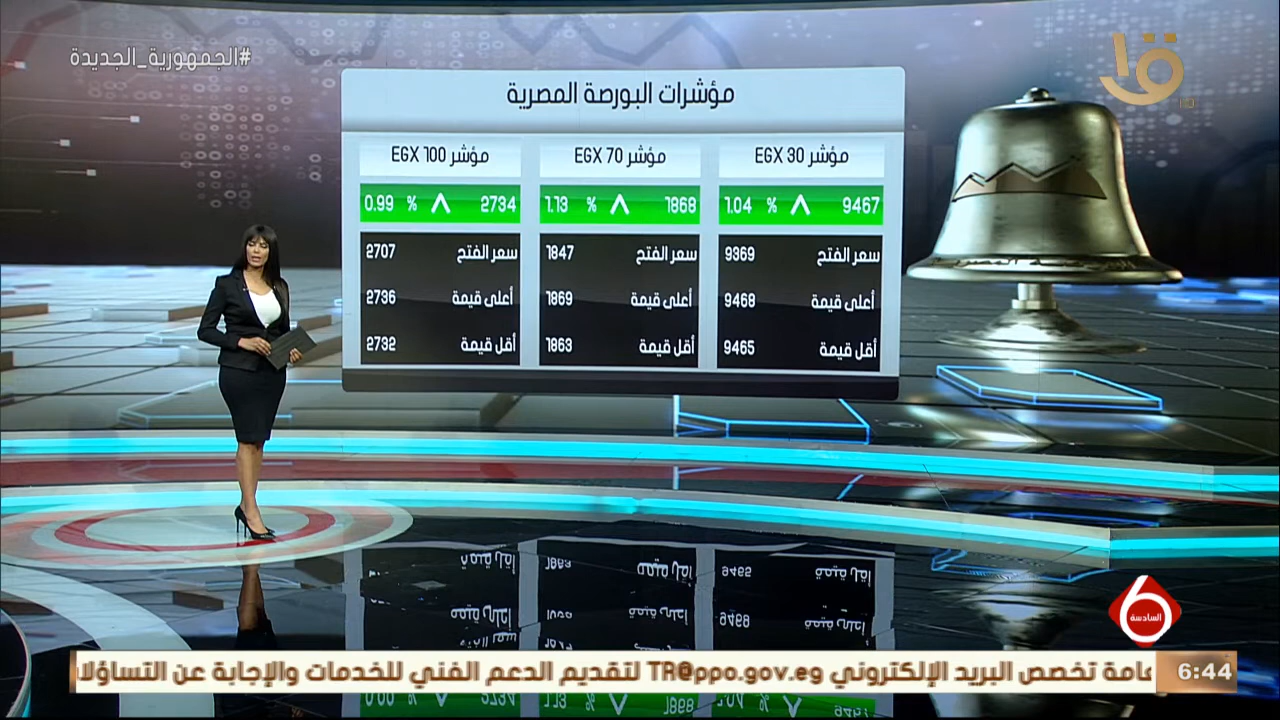 #الجمهورية_الجديدة
مؤشرات البورصة المصرية
مؤشر EGX 30
9467 1.04 %
سعر الفتح 9369
أعلى قيمة 9468
أقل قيمة 9465
مؤشر EGX 70
1868 1.13 %
سعر الفتح 1847
أعلى قيمة 1869
أقل قيمة 1863
مؤشر EGX 100
2734 0.99 %
سعر الفتح 2707
أعلى قيمة 2736
أقل قيمة 2732
6
السادسة
6:44
عامة تخصص البريد الإلكتروني TR@ppo.gov.eg لتقديم الدعم الفني للخدمات والإجابة عن التساؤلات